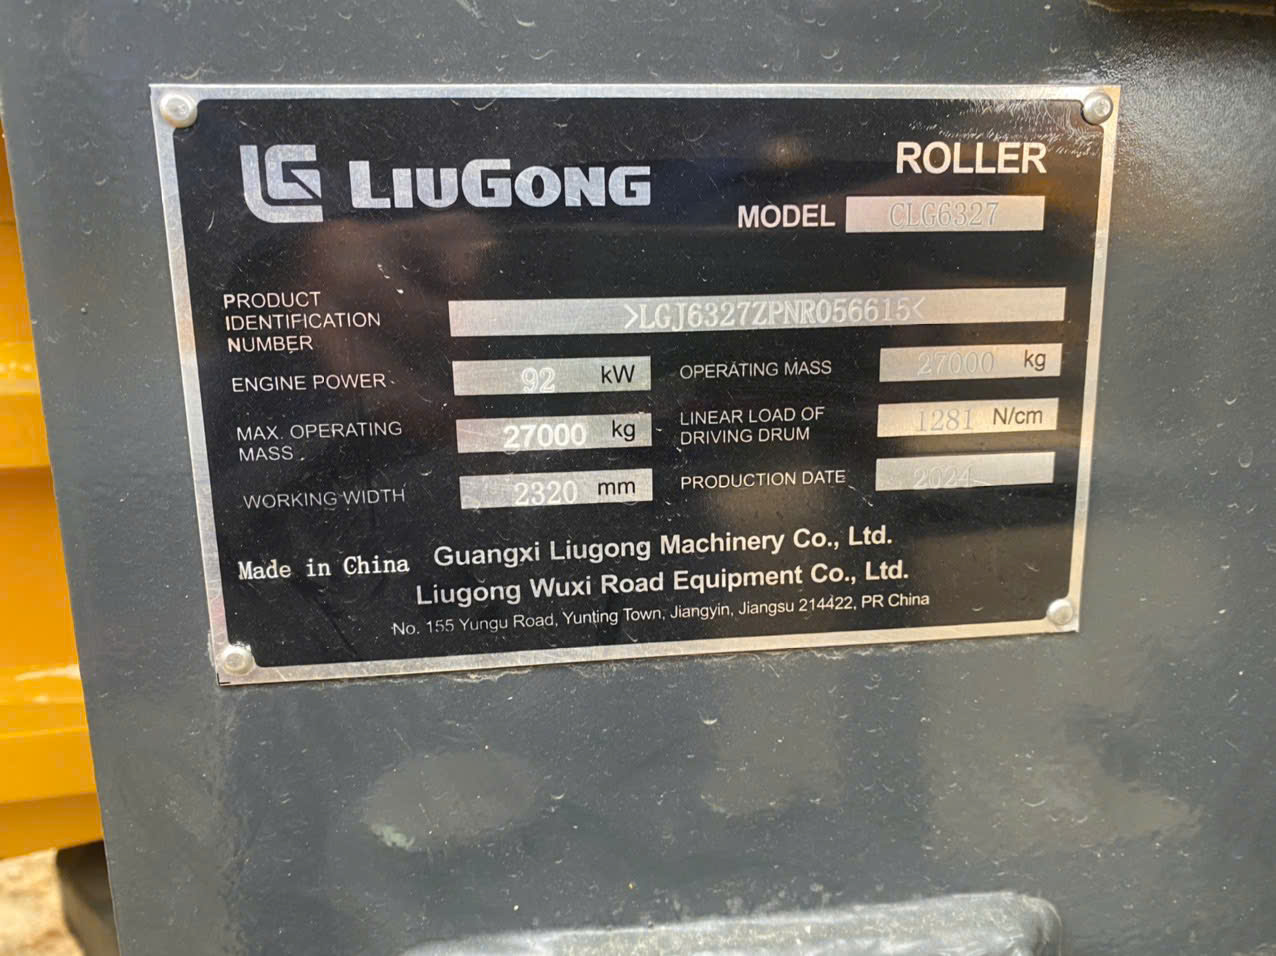 LG LIUGONG
ROLLER
MODEL CLG6327
PRODUCT
IDENTIFICATION
NUMBER
>LGJ6327ZPNR056615<
ENGINE POWER 92 kW
OPERATING MASS 27000 kg
MAX. OPERATING
MASS
27000 kg
LINEAR LOAD OF
DRIVING DRUM
1281 N/cm
WORKING WIDTH 2320 mm
PRODUCTION DATE 2024
Made in China
Guangxi Liugong Machinery Co., Ltd.
Liugong Wuxi Road Equipment Co., Ltd.
No. 155 Yungu Road, Yunting Town, Jiangyin, Jiangsu 214422, PR China